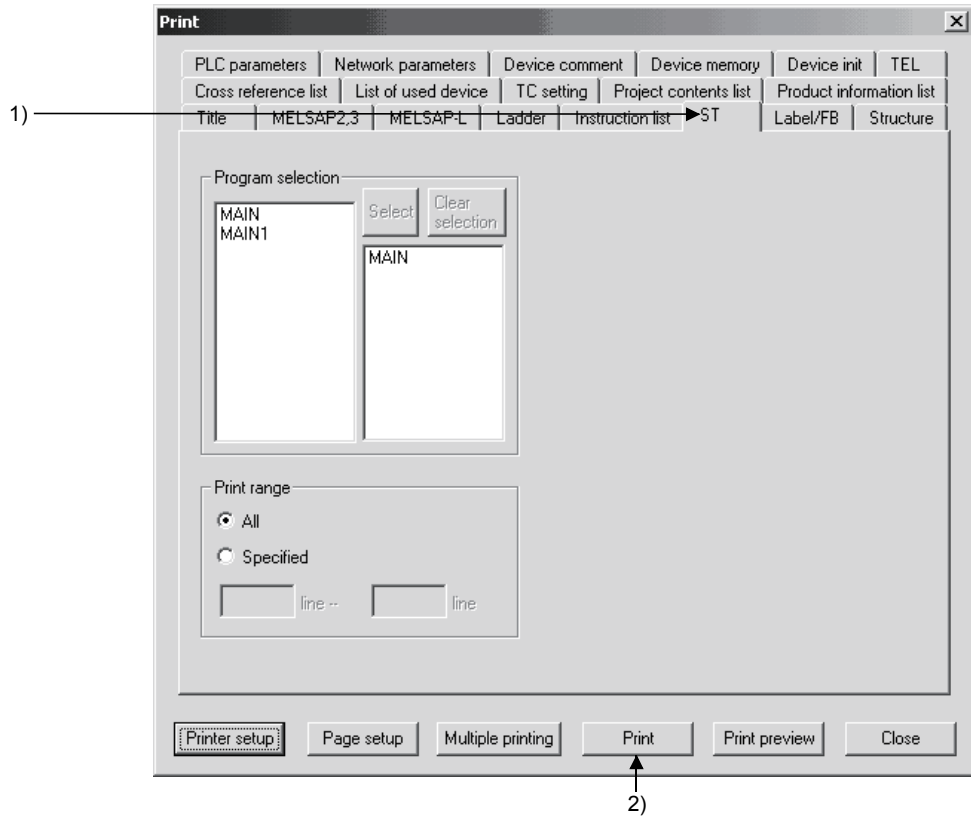 Print
PLC parameters Network parameters Device comment Device memory Device init TEL
Cross reference list List of used device TC setting Project contents list Product information list
1)
Title MELSAP2,3 MELSAP-L Ladder Instruction list ST Label/FB Structure
Program selection
MAIN
MAIN1
Select
Clear
selection
MAIN
Print range
All
Specified
line -- line
Printer setup Page setup Multiple printing Print Print preview Close
2)